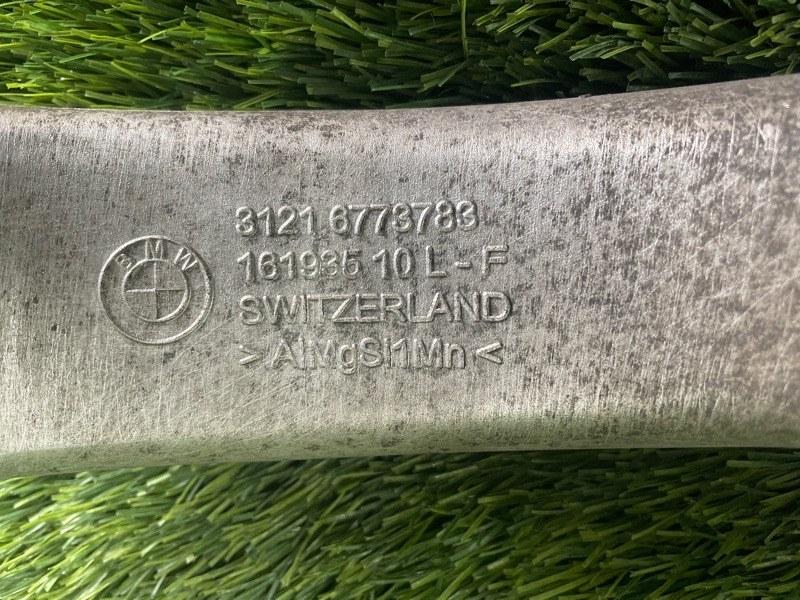 BMW
3121 6773783
161935 10 L - F
SWITZERLAND
> AlMgSi1Mn <